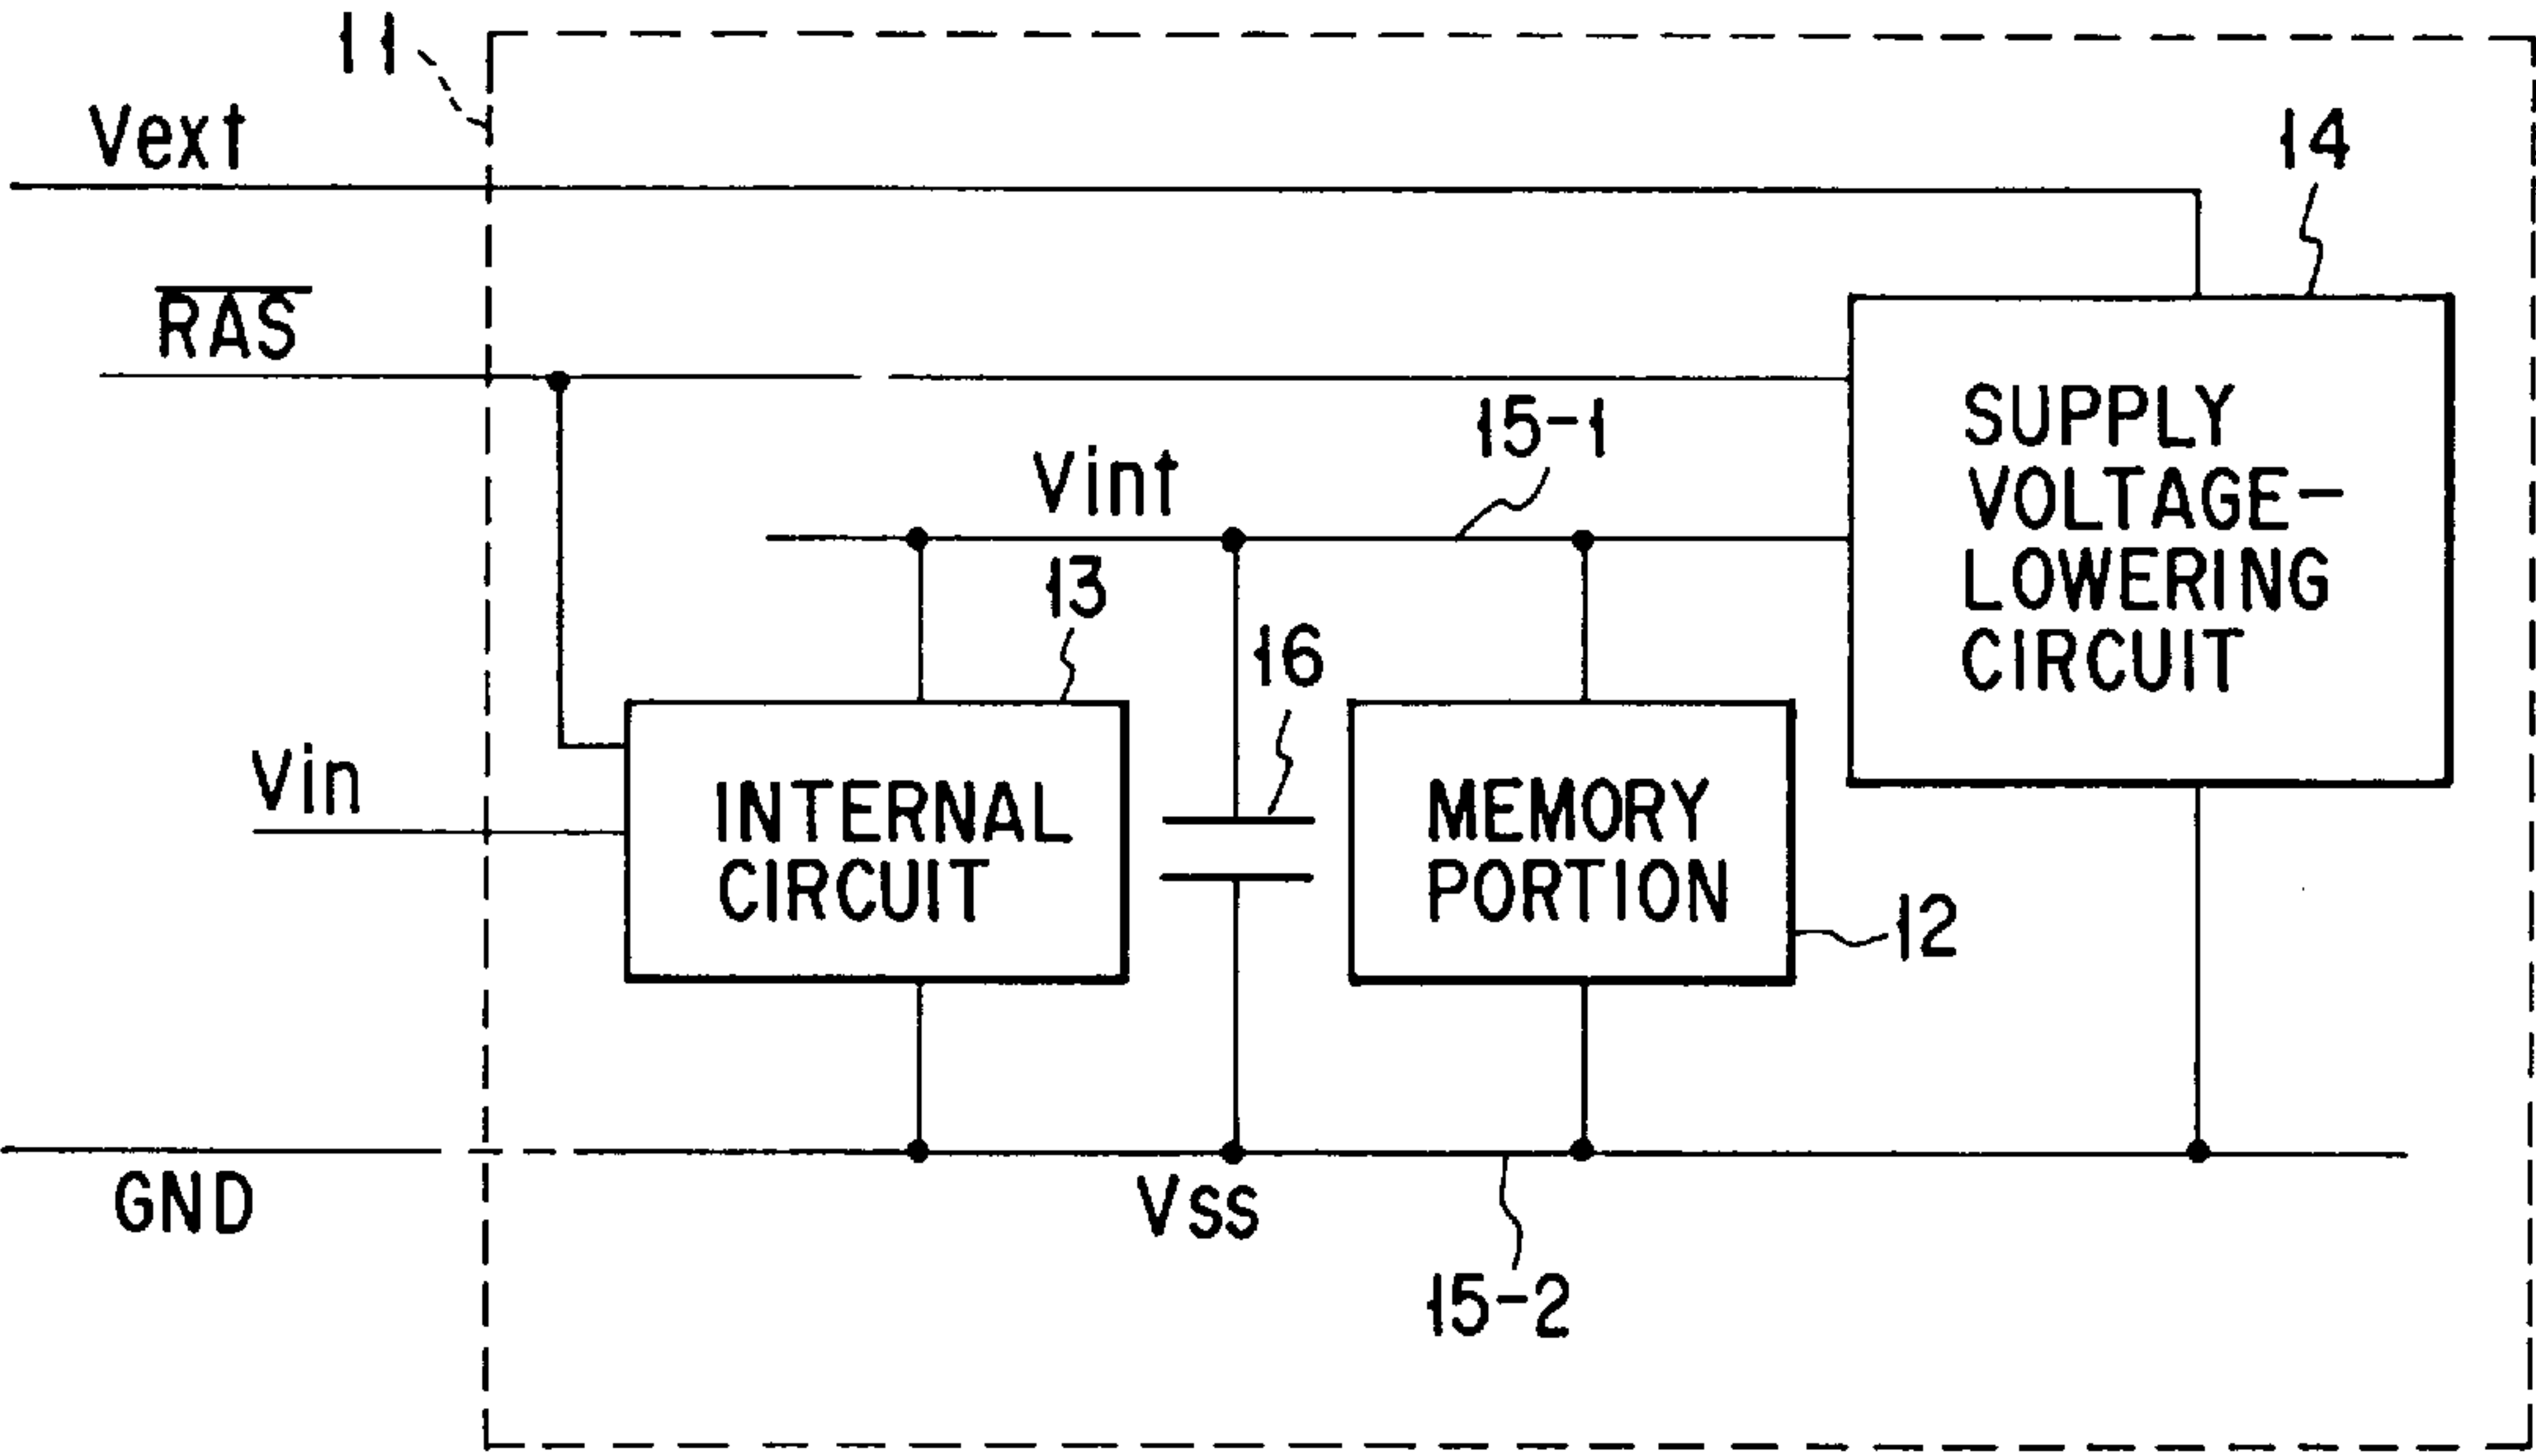 11
Vext
14
R̅A̅S̅
15-1
Vint
SUPPLY
VOLTAGE-
LOWERING
CIRCUIT
13
16
Vin
INTERNAL
CIRCUIT
MEMORY
PORTION
12
GND
VSS
15-2